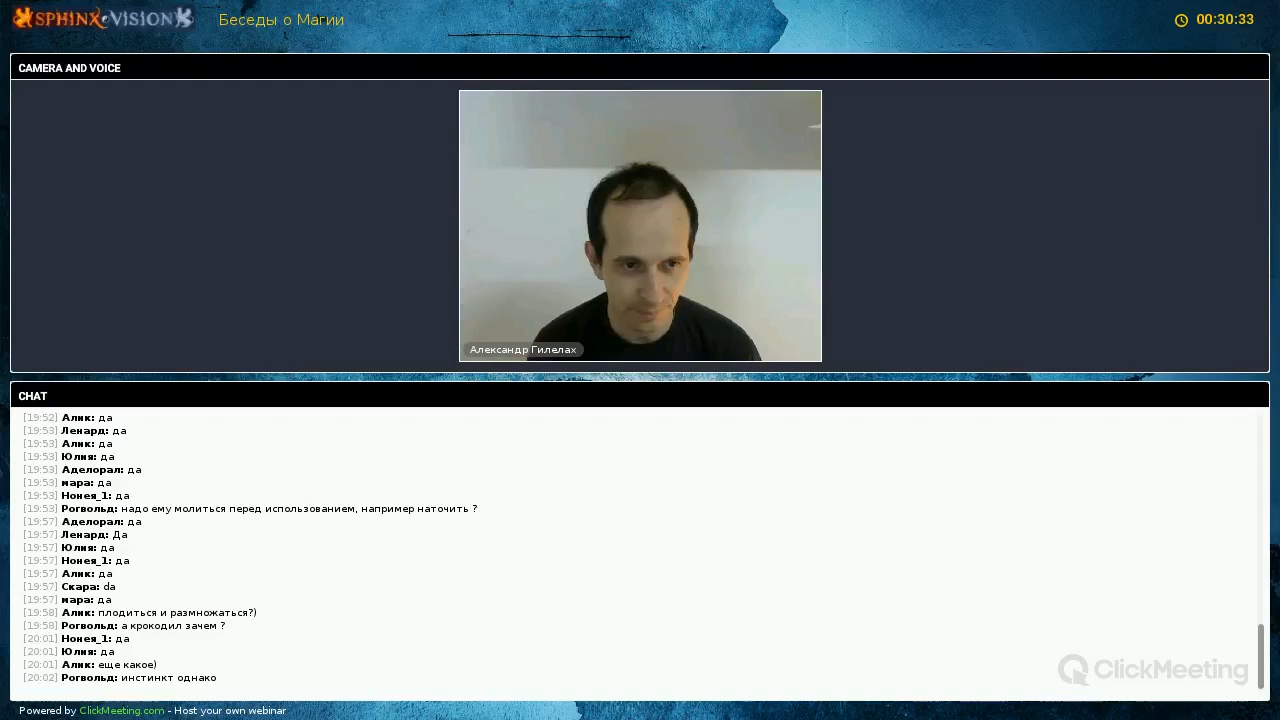 SPHINX VISION
Беседы о Магии
00:30:33
CAMERA AND VOICE
Александр Гилелах
CHAT
[19:52] Алик: да
[19:53] Ленард: да
[19:53] Алик: да
[19:53] Юлия: да
[19:53] Аделорал: да
[19:53] мара: да
[19:53] Нонея_1: да
[19:53] Рогвольд: надо ему молиться перед использованием, например наточить ?
[19:57] Аделорал: да
[19:57] Ленард: Да
[19:57] Юлия: да
[19:57] Нонея_1: да
[19:57] Алик: да
[19:57] Скара: da
[19:57] мара: да
[19:58] Алик: плодиться и размножаться?)
[19:58] Рогвольд: а крокодил зачем ?
[20:01] Нонея_1: да
[20:01] Юлия: да
[20:01] Алик: еще какое)
[20:02] Рогвольд: инстинкт однако
ClickMeeting
Powered by ClickMeeting.com - Host your own webinar